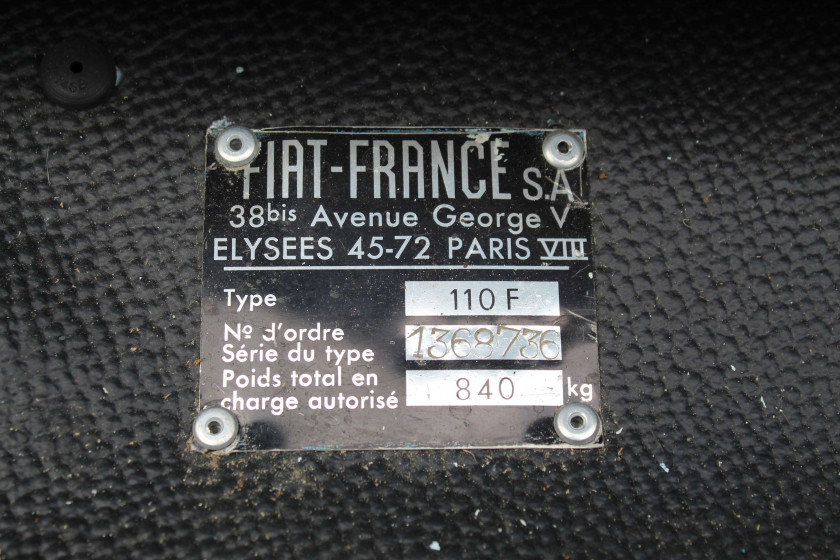 FIAT-FRANCE S.A
38bis Avenue George V
ELYSEES 45-72 PARIS VIII
Type 110 F
Nº d'ordre
Série du type 1368736
Poids total en
charge autorisé 840 kg